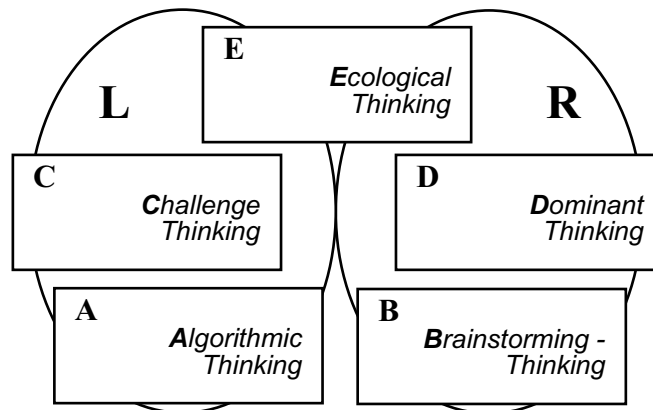 E
Ecological
Thinking
L
R
C
Challenge
Thinking
D
Dominant
Thinking
A
Algorithmic
Thinking
B
Brainstorming -
Thinking